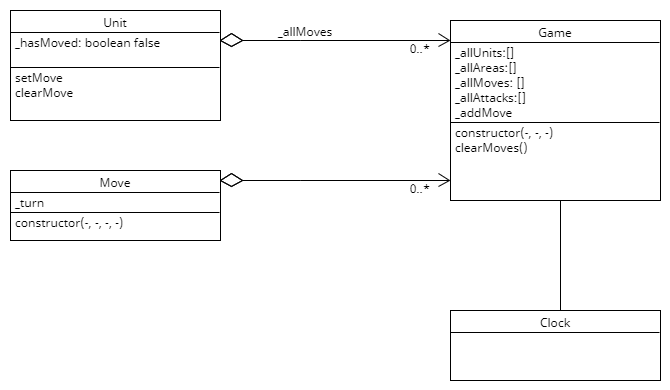 Unit
_hasMoved: boolean false
setMove
clearMove
_allMoves
0..*
Game
_allUnits:[]
_allAreas:[]
_allMoves: []
_allAttacks:[]
_addMove
constructor(-, -, -)
clearMoves()
Move
_turn
constructor(-, -, -, -)
0..*
Clock